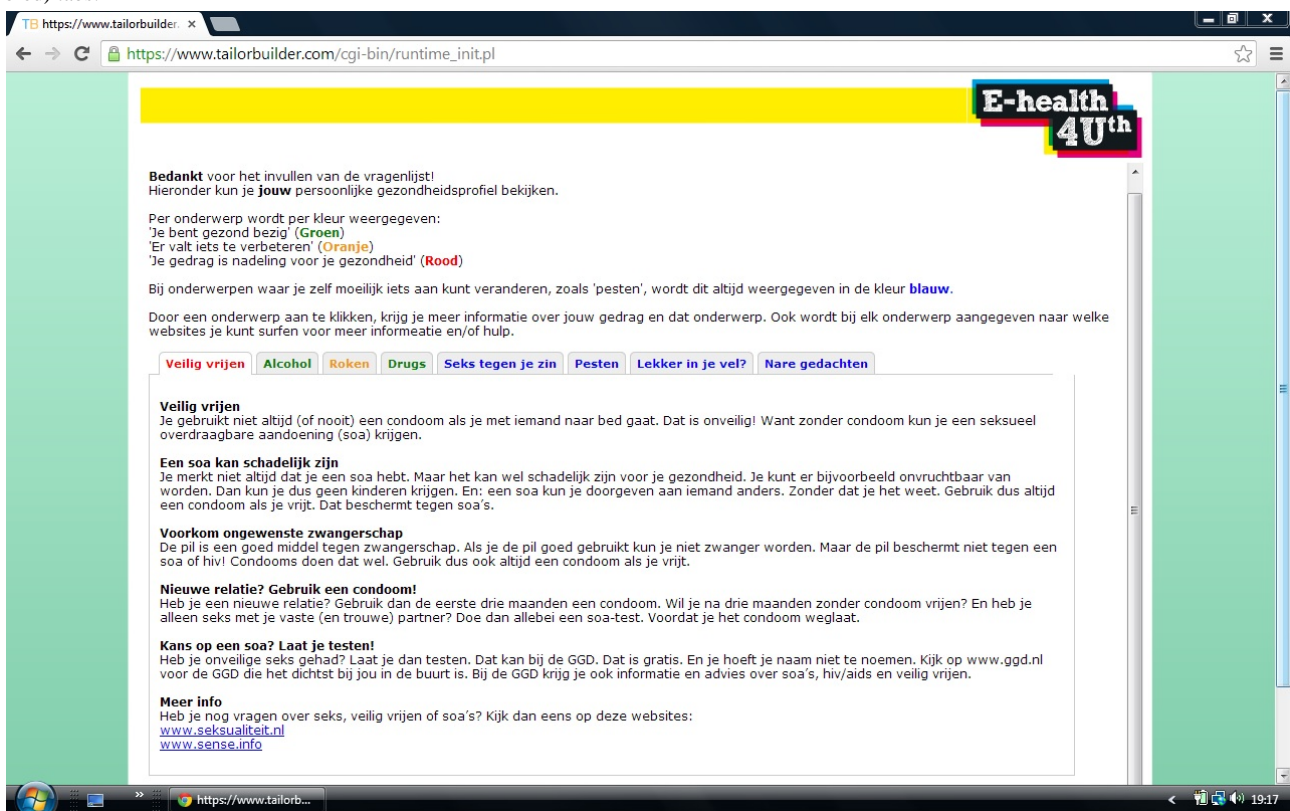 TB https://www.tailorbuilder.
https://www.tailorbuilder.com/cgi-bin/runtime_init.pl
E-health
4Uth
Bedankt voor het invullen van de vragenlijst!
Hieronder kun je jouw persoonlijke gezondheidsprofiel bekijken.
Per onderwerp wordt per kleur weergegeven:
'Je bent gezond bezig' (Groen)
'Er valt iets te verbeteren' (Oranje)
'Je gedrag is nadeling voor je gezondheid' (Rood)
Bij onderwerpen waar je zelf moeilijk iets aan kunt veranderen, zoals 'pesten', wordt dit altijd weergegeven in de kleur blauw.
Door een onderwerp aan te klikken, krijg je meer informatie over jouw gedrag en dat onderwerp. Ook wordt bij elk onderwerp aangegeven naar welke
websites je kunt surfen voor meer informeatie en/of hulp.
Veilig vrijen Alcohol Roken Drugs Seks tegen je zin Pesten Lekker in je vel? Nare gedachten
Veilig vrijen
Je gebruikt niet altijd (of nooit) een condoom als je met iemand naar bed gaat. Dat is onveilig! Want zonder condoom kun je een seksueel
overdraagbare aandoening (soa) krijgen.
Een soa kan schadelijk zijn
Je merkt niet altijd dat je een soa hebt. Maar het kan wel schadelijk zijn voor je gezondheid. Je kunt er bijvoorbeeld onvruchtbaar van
worden. Dan kun je dus geen kinderen krijgen. En: een soa kun je doorgeven aan iemand anders. Zonder dat je het weet. Gebruik dus altijd
een condoom als je vrijt. Dat beschermt tegen soa's.
Voorkom ongewenste zwangerschap
De pil is een goed middel tegen zwangerschap. Als je de pil goed gebruikt kun je niet zwanger worden. Maar de pil beschermt niet tegen een
soa of hiv! Condooms doen dat wel. Gebruik dus ook altijd een condoom als je vrijt.
Nieuwe relatie? Gebruik een condoom!
Heb je een nieuwe relatie? Gebruik dan de eerste drie maanden een condoom. Wil je na drie maanden zonder condoom vrijen? En heb je
alleen seks met je vaste (en trouwe) partner? Doe dan allebei een soa-test. Voordat je het condoom weglaat.
Kans op een soa? Laat je testen!
Heb je onveilige seks gehad? Laat je dan testen. Dat kan bij de GGD. Dat is gratis. En je hoeft je naam niet te noemen. Kijk op www.ggd.nl
voor de GGD die het dichtst bij jou in de buurt is. Bij de GGD krijg je ook informatie en advies over soa's, hiv/aids en veilig vrijen.
Meer info
Heb je nog vragen over seks, veilig vrijen of soa's? Kijk dan eens op deze websites:
www.seksualiteit.nl
www.sense.info
https://www.tailorb...
19:17